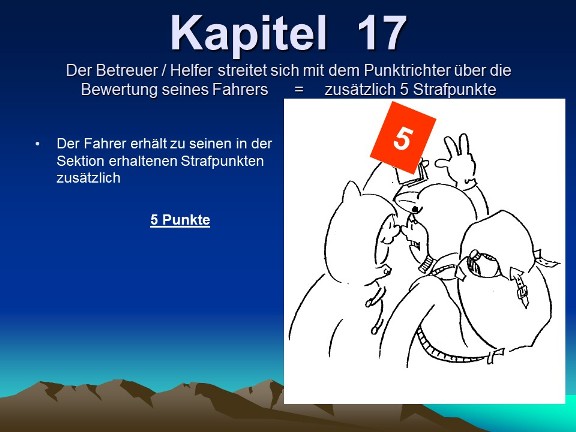 Kapitel 17
Der Betreuer / Helfer streitet sich mit dem Punktrichter über die
Bewertung seines Fahrers = zusätzlich 5 Strafpunkte
• Der Fahrer erhält zu seinen in der
Sektion erhaltenen Strafpunkten
zusätzlich
5 Punkte
5